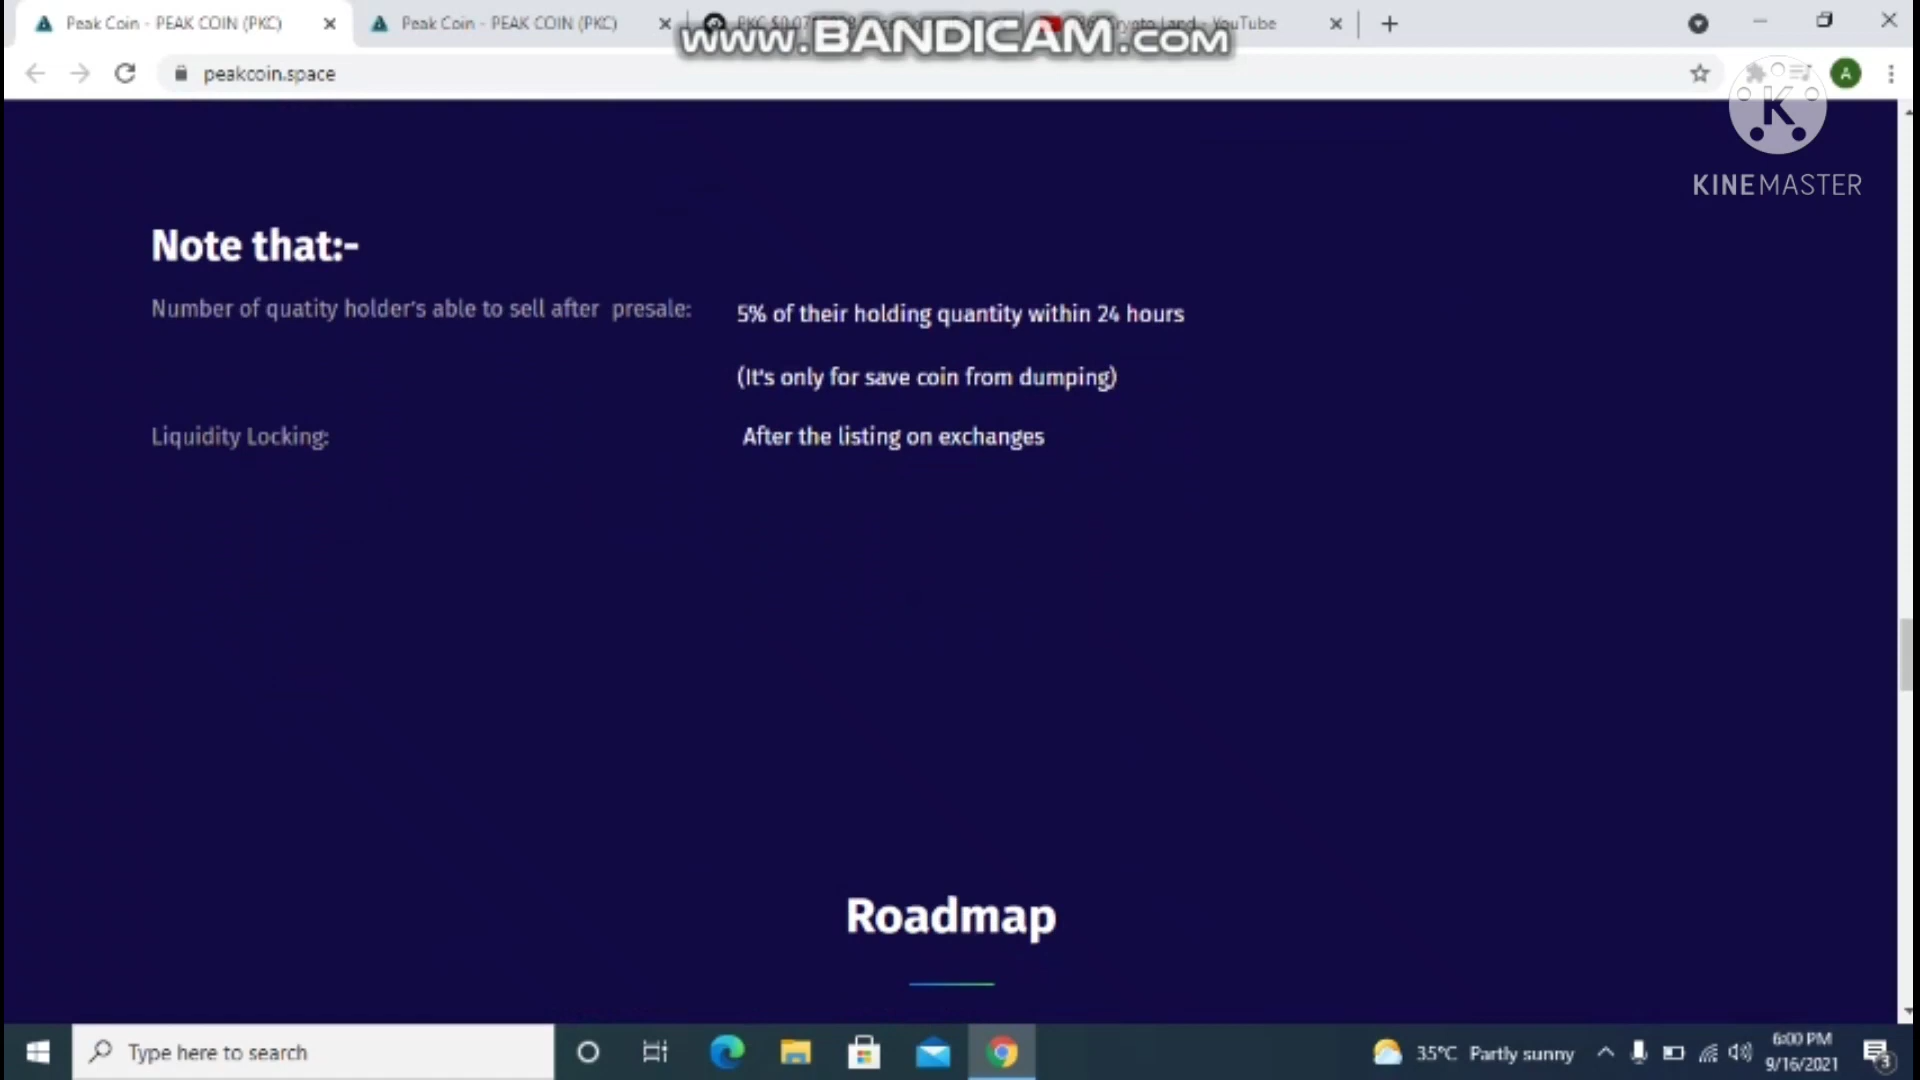 Peak Coin - PEAK COIN (PKC)
Peak Coin - PEAK COIN (PKC)
Crypto Land - YouTube
www.BANDICAM.com
peakcoin.space
A
K
KINEMASTER
Note that:-
Number of quatity holder's able to sell after presale:
5% of their holding quantity within 24 hours
(It's only for save coin from dumping)
Liquidity Locking:
After the listing on exchanges
Roadmap
Type here to search
35°C Partly sunny
6:00 PM
9/16/2021
3